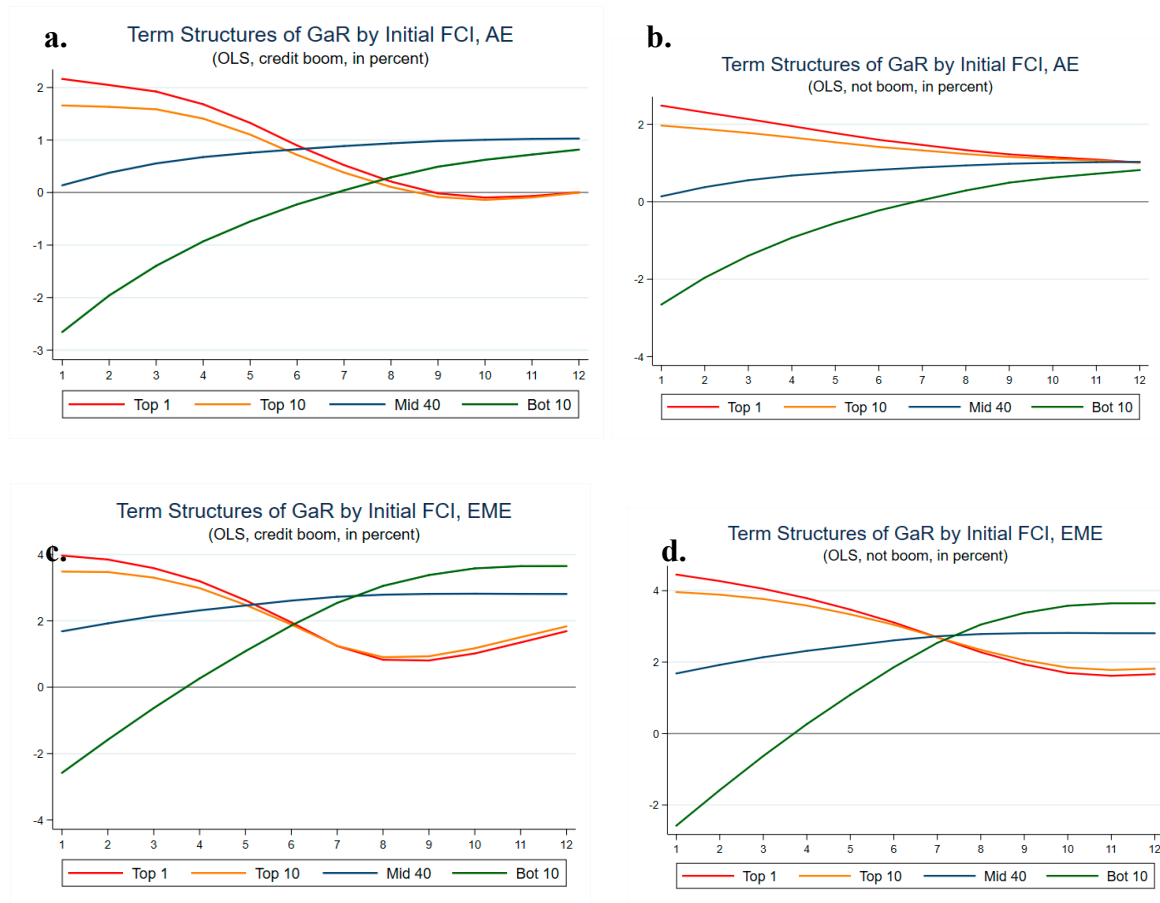 a.
Term Structures of GaR by Initial FCI, AE
(OLS, credit boom, in percent)
2
1
0
-1
-2
-3
1 2 3 4 5 6 7 8 9 10 11 12
Top 1 Top 10 Mid 40 Bot 10
b.
Term Structures of GaR by Initial FCI, AE
(OLS, not boom, in percent)
2
0
-2
-4
1 2 3 4 5 6 7 8 9 10 11 12
Top 1 Top 10 Mid 40 Bot 10
c.
Term Structures of GaR by Initial FCI, EME
(OLS, credit boom, in percent)
4
2
0
-2
-4
1 2 3 4 5 6 7 8 9 10 11 12
Top 1 Top 10 Mid 40 Bot 10
d.
Term Structures of GaR by Initial FCI, EME
(OLS, not boom, in percent)
4
2
0
-2
1 2 3 4 5 6 7 8 9 10 11 12
Top 1 Top 10 Mid 40 Bot 10